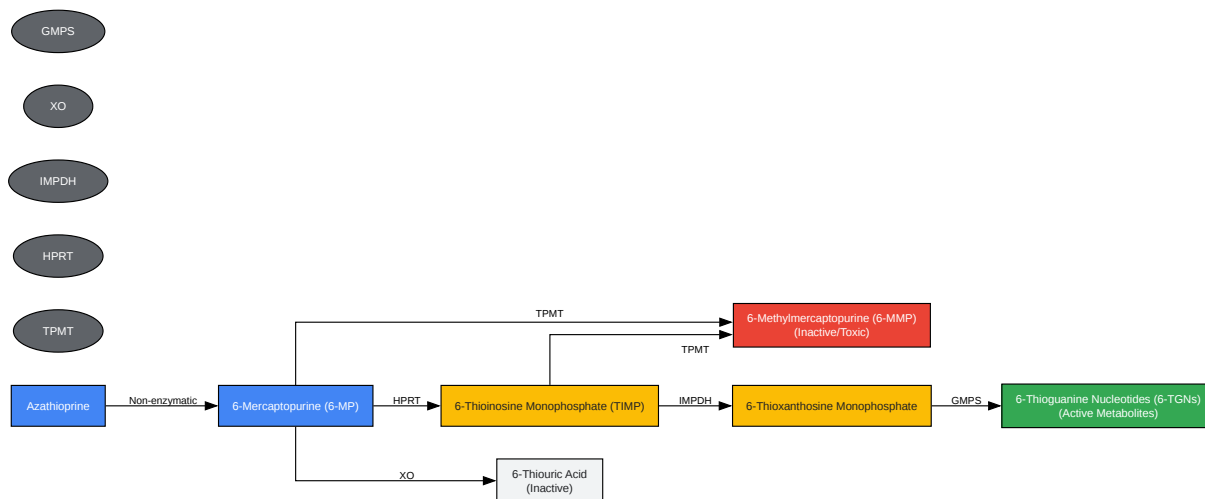 GMPS
XO
IMPDH
HPRT
TPMT
TPMT
6-Methylmercaptopurine (6-MMP)
(Inactive/Toxic)
TPMT
Azathioprine
Non-enzymatic
6-Mercaptopurine (6-MP)
HPRT
6-Thioinosine Monophosphate (TIMP)
IMPDH
6-Thioxanthosine Monophosphate
GMPS
6-Thioguanine Nucleotides (6-TGNs)
(Active Metabolites)
XO
6-Thiouric Acid
(Inactive)